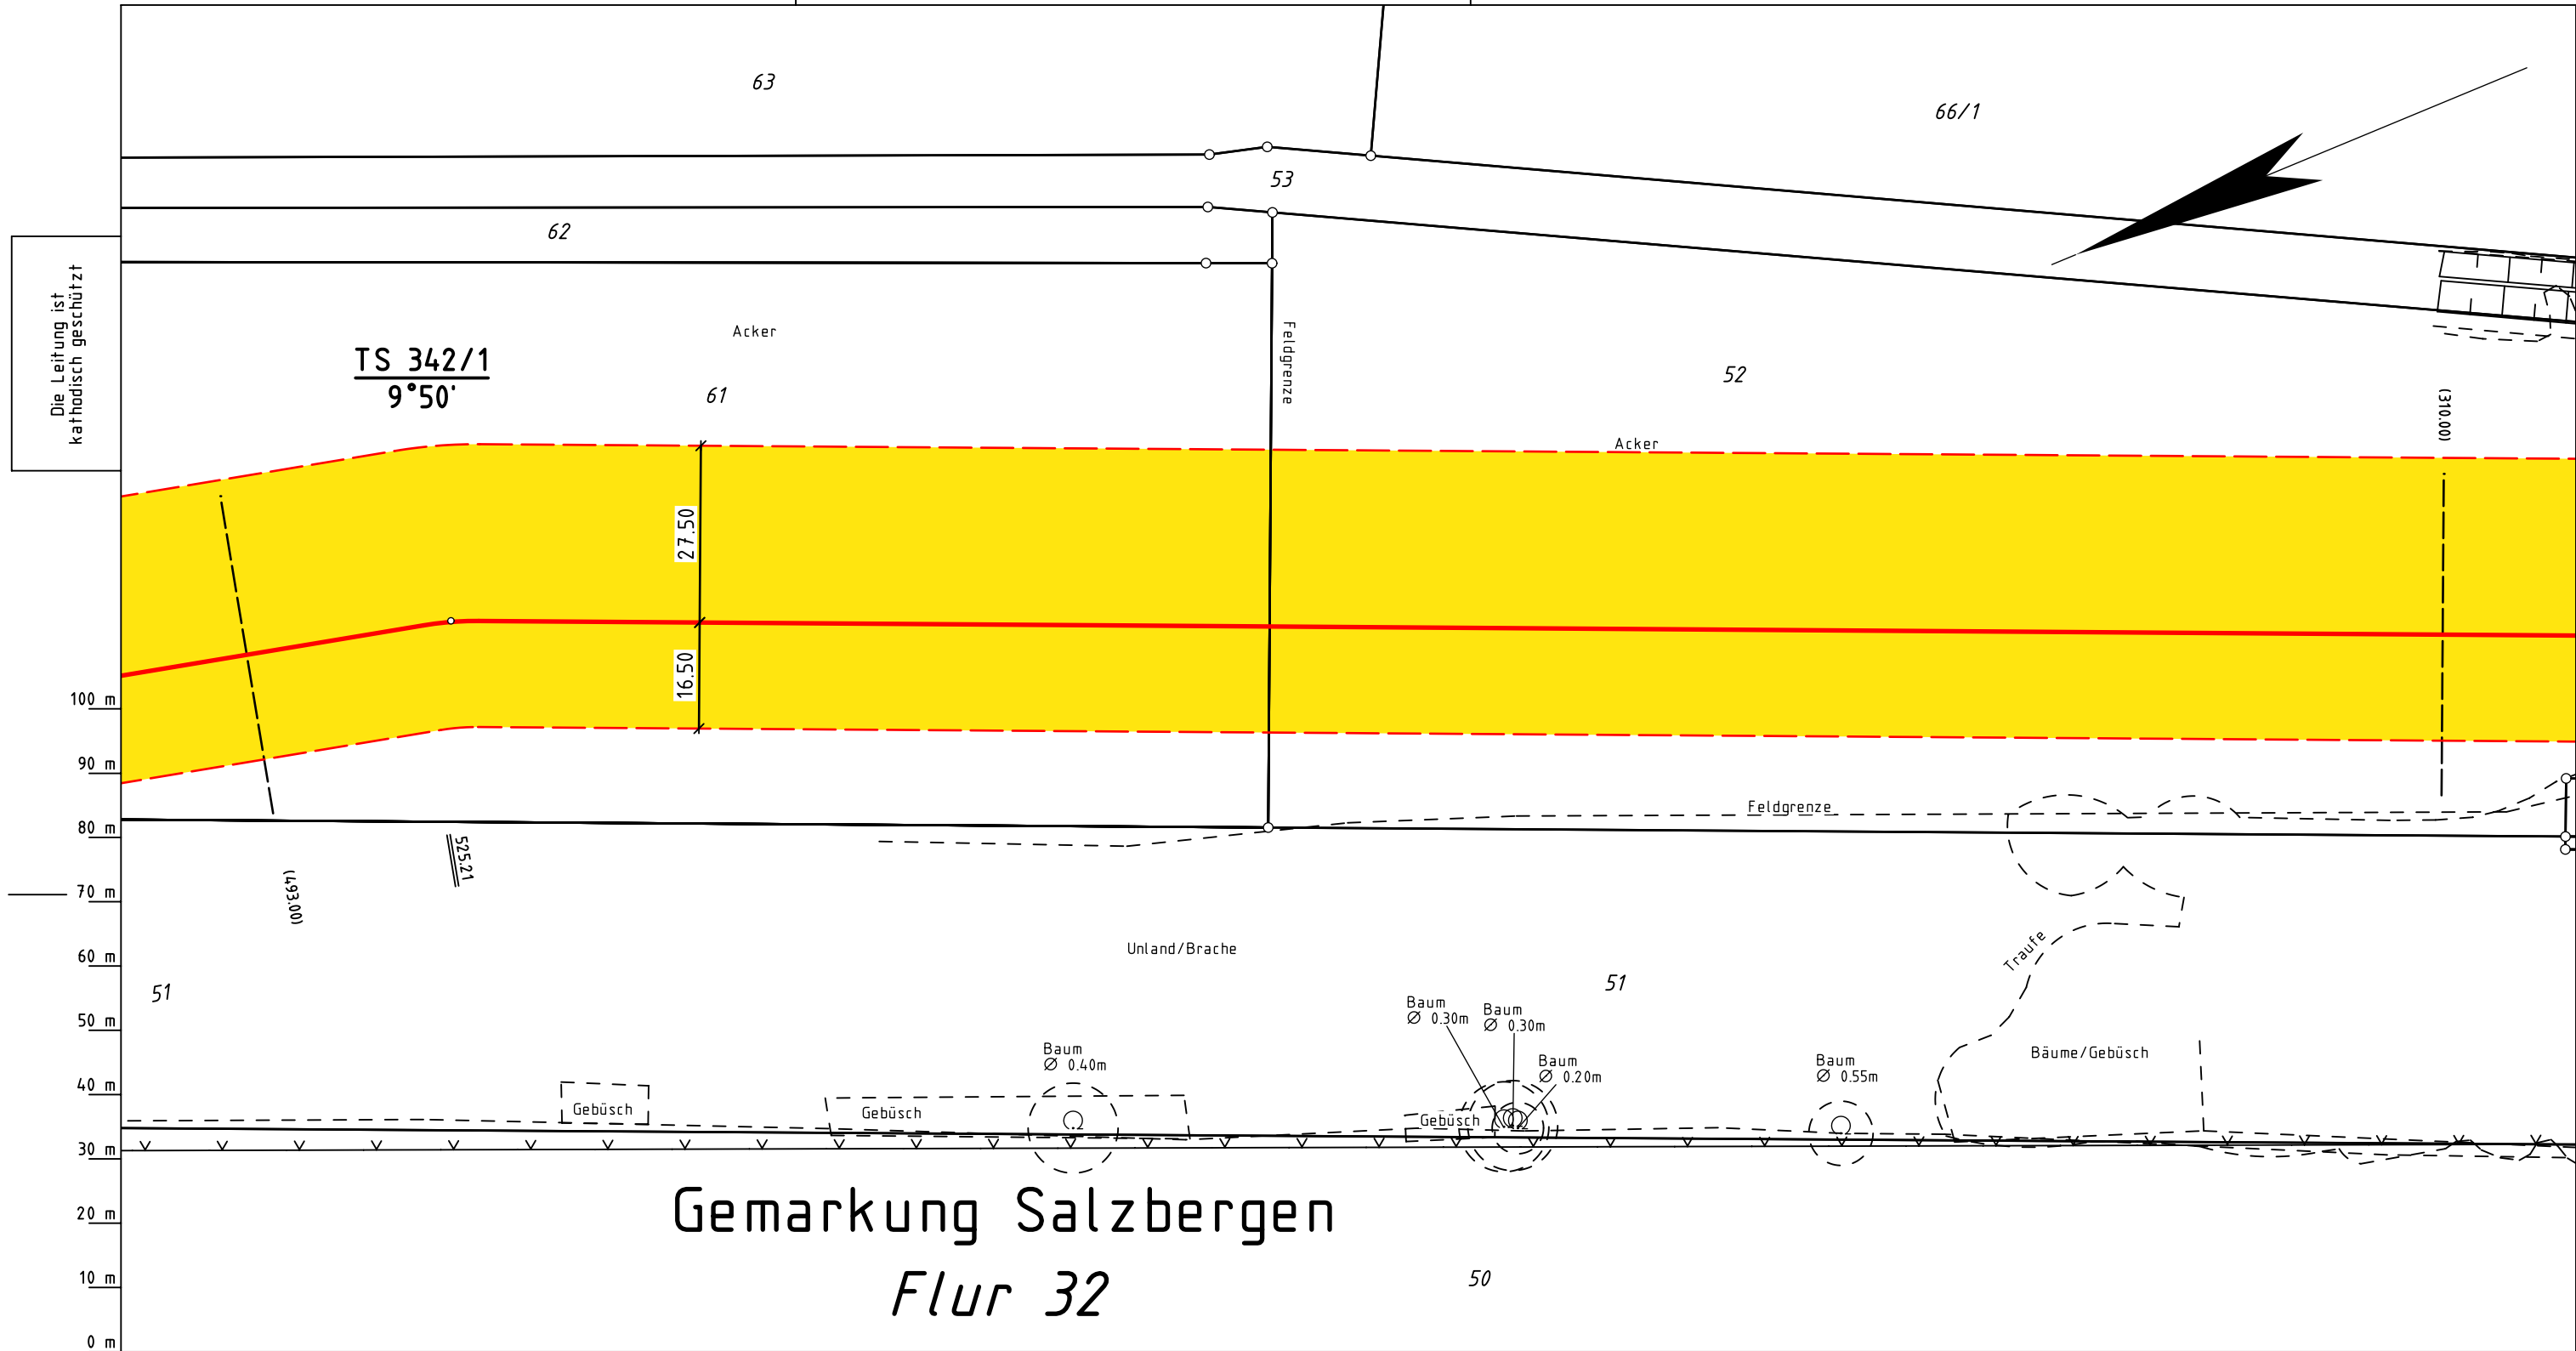 63
66/1
53
62
Die Leitung ist
kathodisch geschützt
Acker
Feldgrenze
TS 342/1
9°50'
61
52
(310.00)
Acker
27.50
16.50
100 m
90 m
80 m
70 m
60 m
50 m
40 m
30 m
20 m
10 m
0 m
Feldgrenze
525.21
(493.00)
Unland/Brache
Traufe
51
51
Baum
Ø 0.30m
Baum
Ø 0.30m
Baum
Ø 0.40m
Baum
Ø 0.20m
Baum
Ø 0.55m
Bäume/Gebüsch
Gebüsch
Gebüsch
Gebüsch
Gemarkung Salzbergen
Flur 32
50